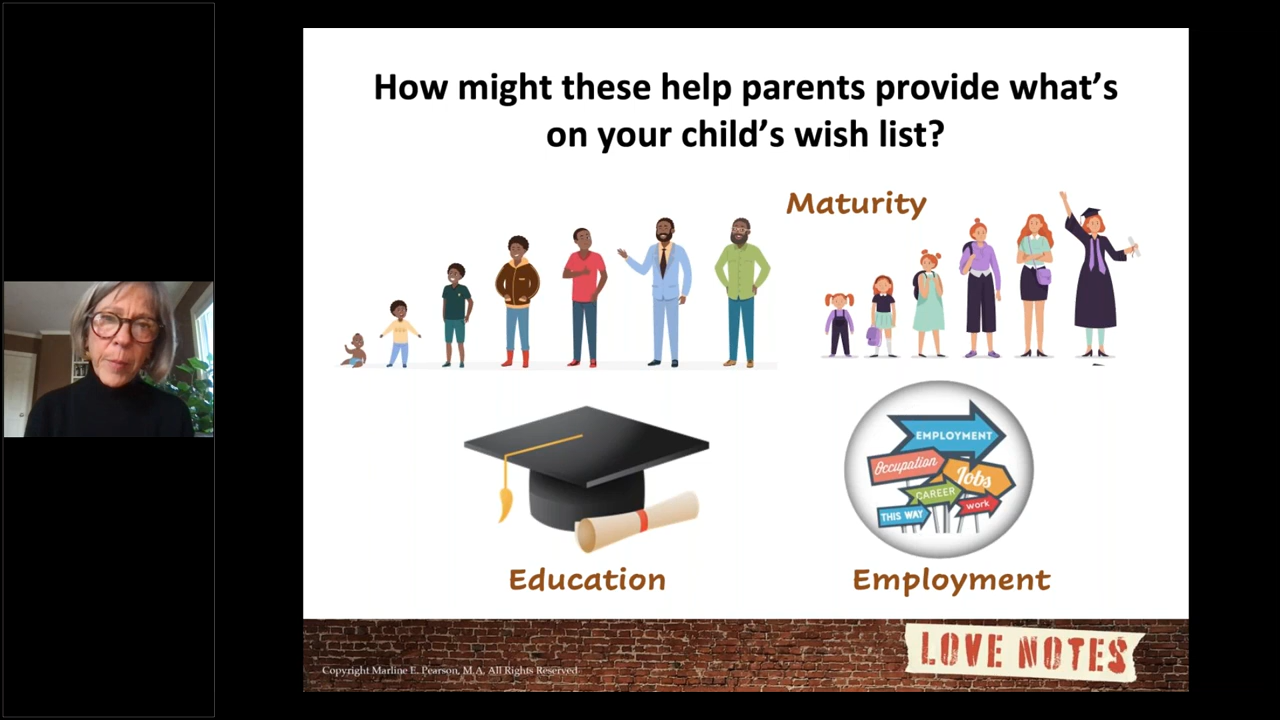 How might these help parents provide what's
on your child's wish list?
Maturity
EMPLOYMENT
Occupation
Jobs
CAREER
THIS WAY
work
Education
Employment
Copyright Marline E. Pearson, M.A. All Rights Reserved
LOVE NOTES